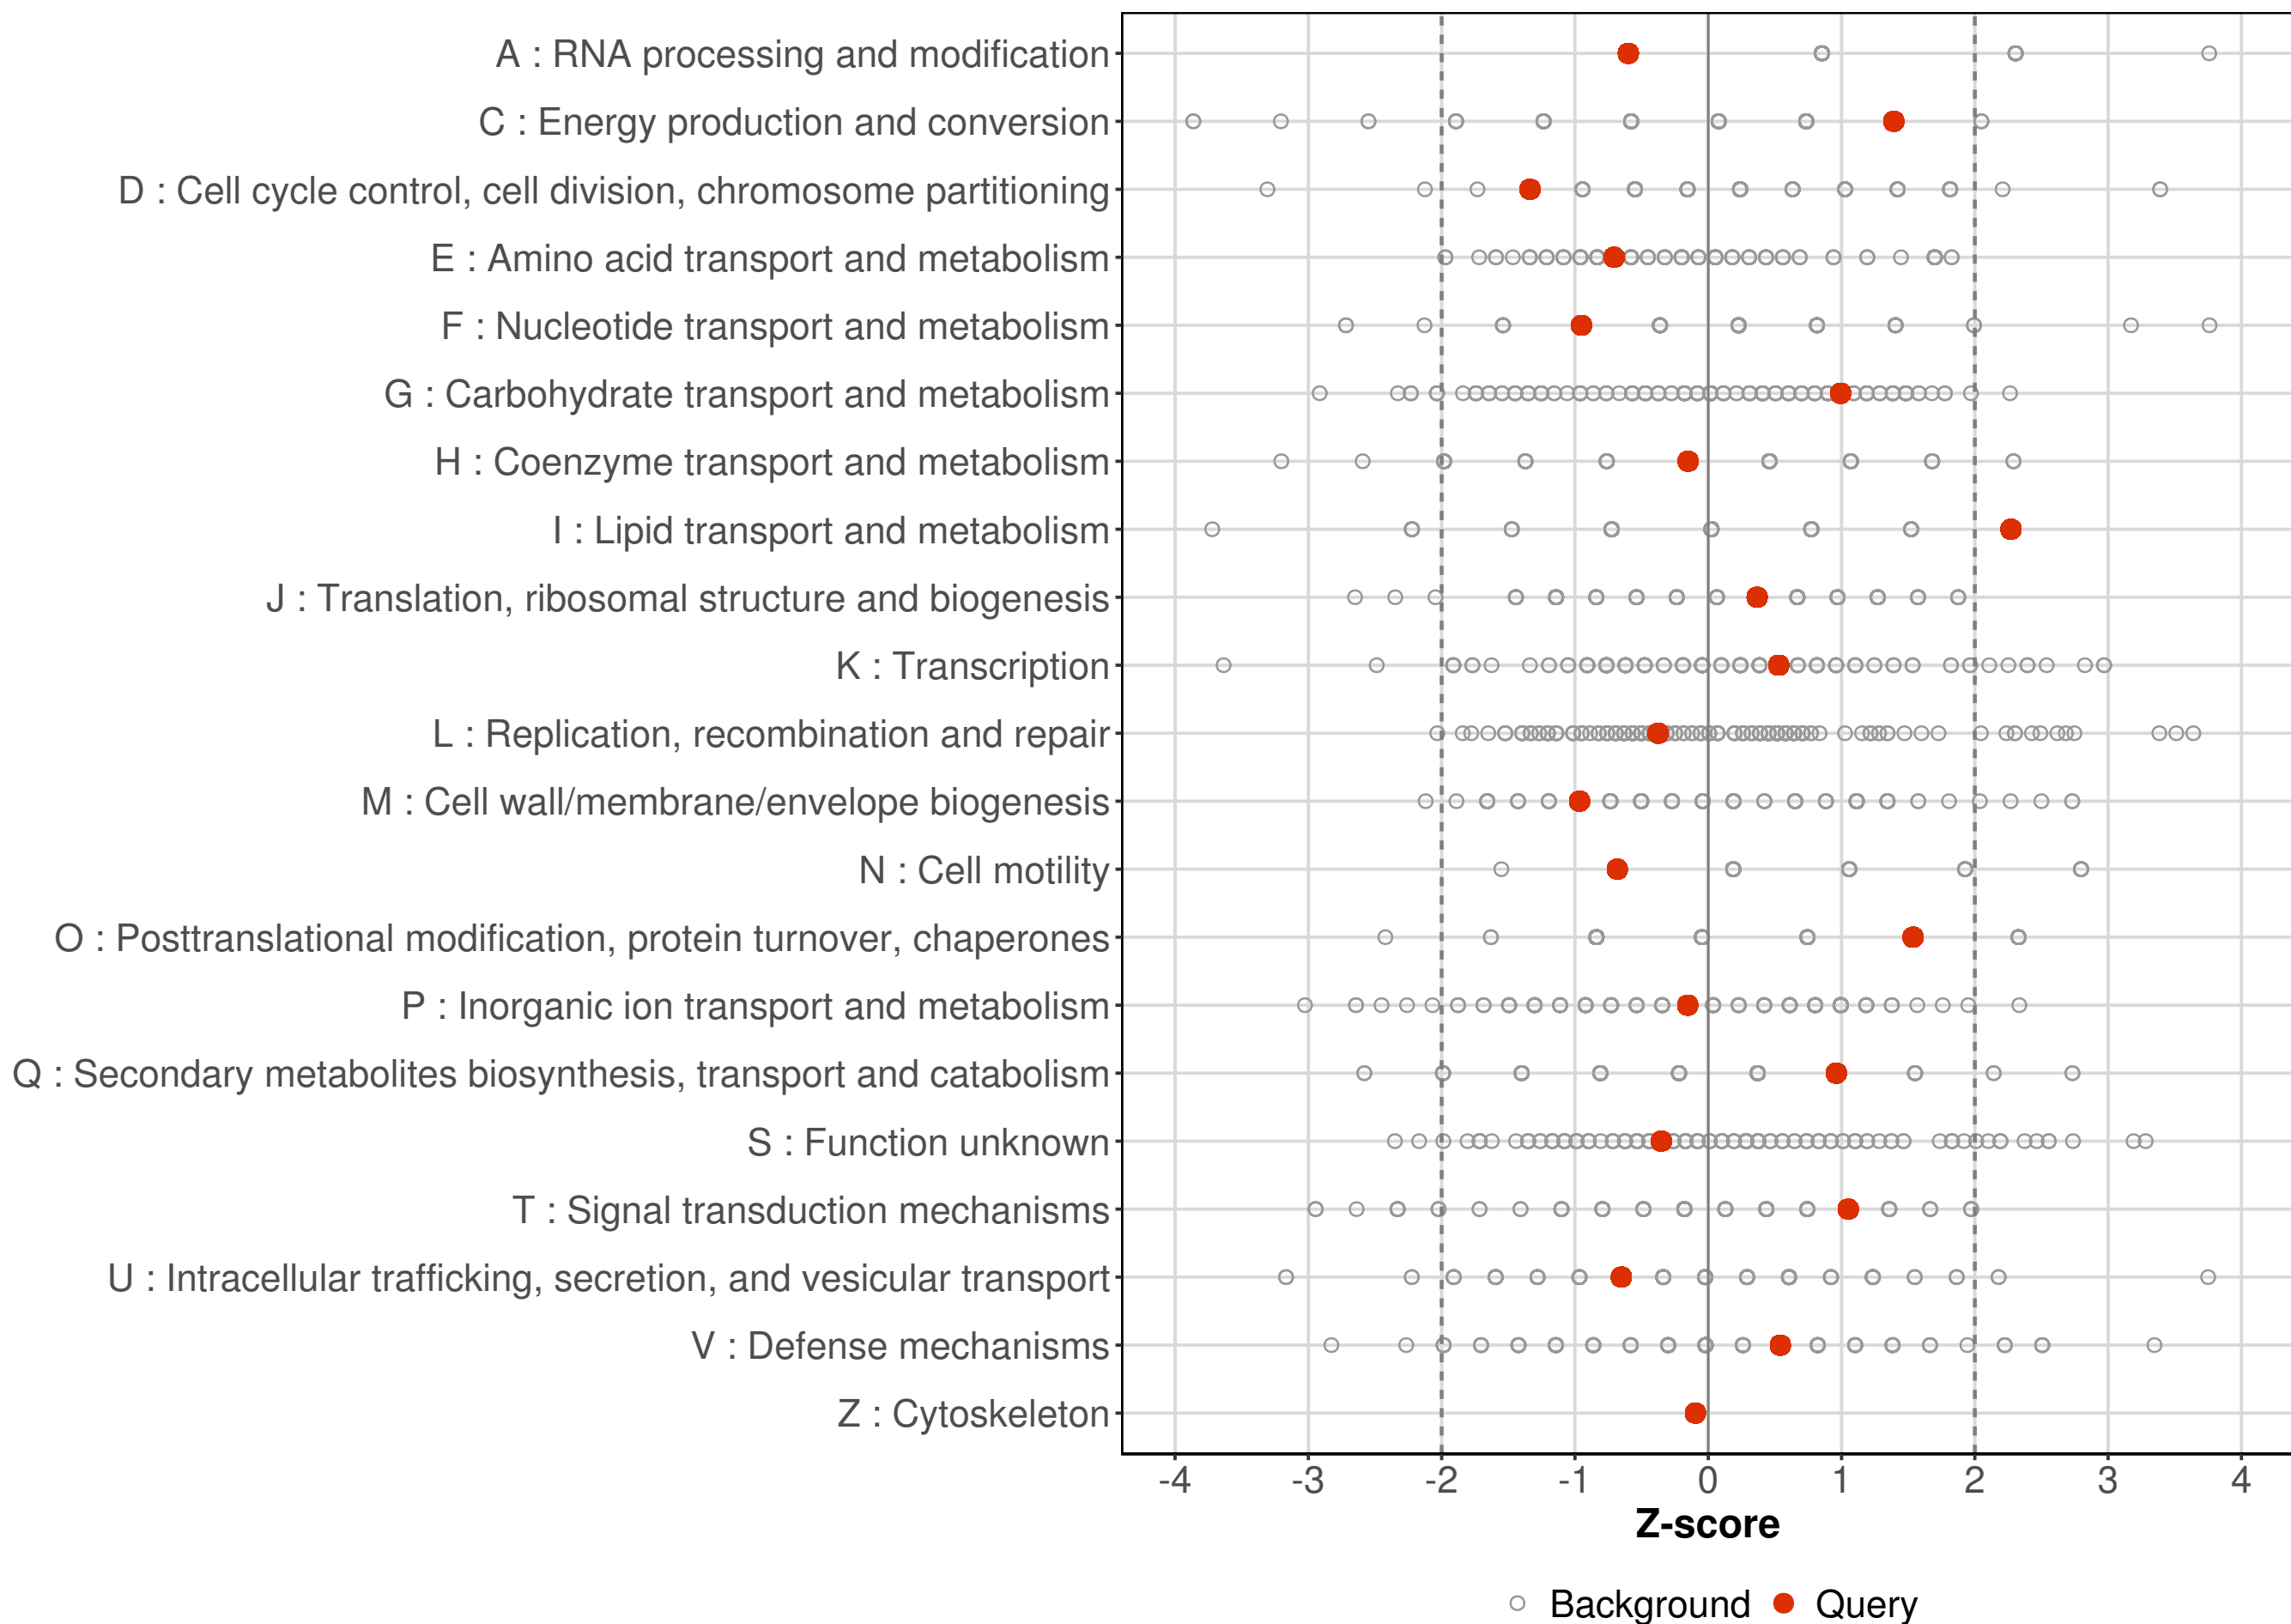 A : RNA processing and modification
C : Energy production and conversion
D : Cell cycle control, cell division, chromosome partitioning
E : Amino acid transport and metabolism
F : Nucleotide transport and metabolism
G : Carbohydrate transport and metabolism
H : Coenzyme transport and metabolism
I : Lipid transport and metabolism
J : Translation, ribosomal structure and biogenesis
K : Transcription
L : Replication, recombination and repair
M : Cell wall/membrane/envelope biogenesis
N : Cell motility
O : Posttranslational modification, protein turnover, chaperones
P : Inorganic ion transport and metabolism
Q : Secondary metabolites biosynthesis, transport and catabolism
S : Function unknown
T : Signal transduction mechanisms
U : Intracellular trafficking, secretion, and vesicular transport
V : Defense mechanisms
Z : Cytoskeleton
-4 -3 -2 -1 0 1 2 3 4
Z-score
Background Query